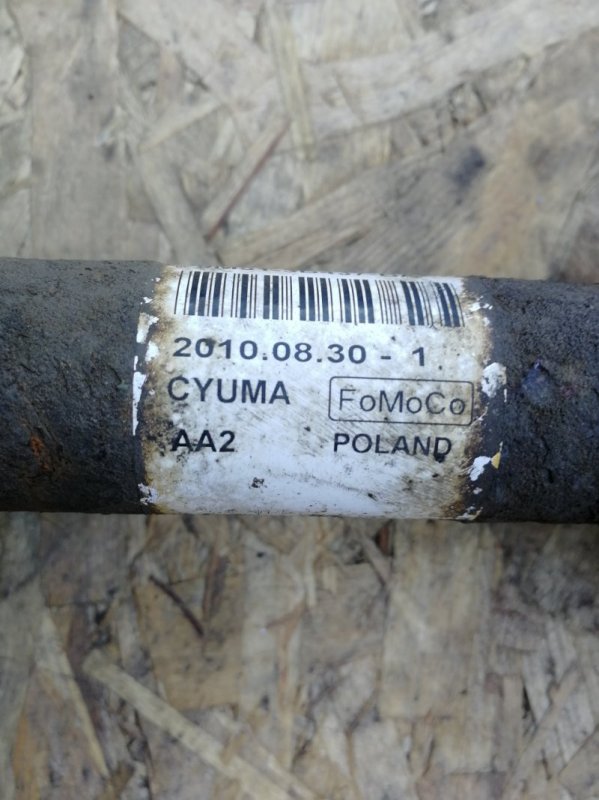 2010.08.30 - 1
CYUMA FoMoCo
AA2 POLAND